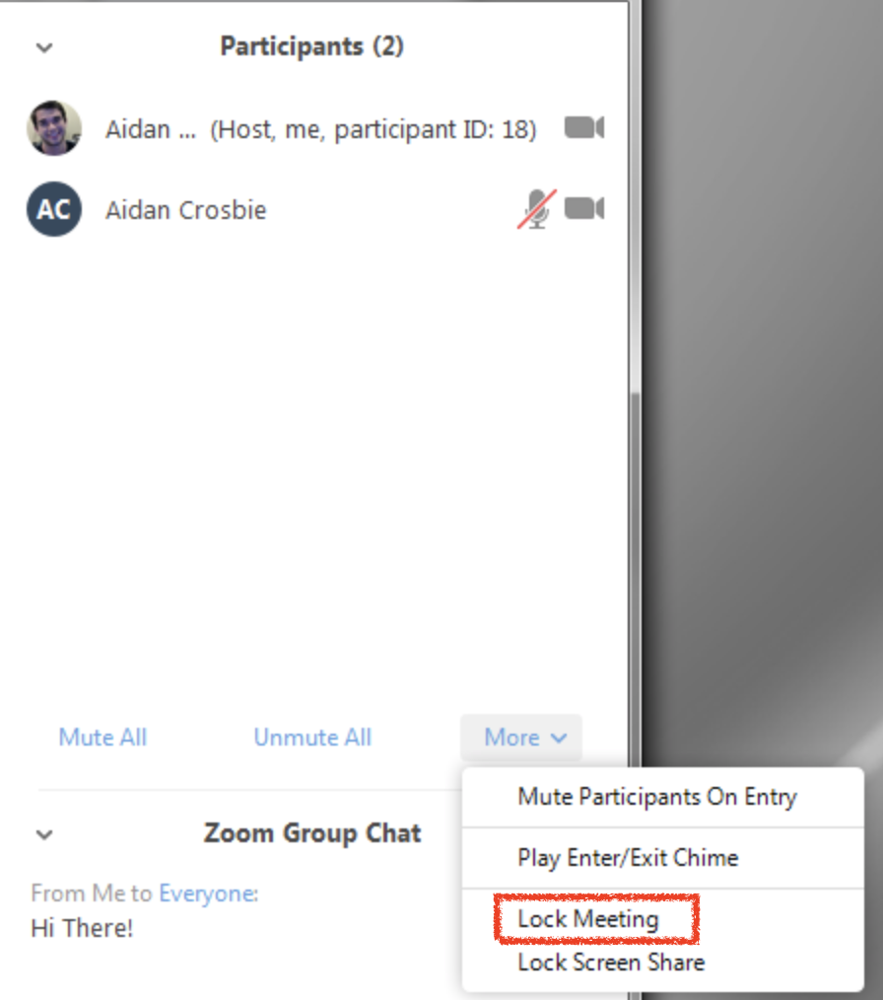 Participants (2)
Aidan ... (Host, me, participant ID: 18)
AC Aidan Crosbie
Mute All Unmute All More
Mute Participants On Entry
Play Enter/Exit Chime
Lock Meeting
Lock Screen Share
Zoom Group Chat
From Me to Everyone:
Hi There!